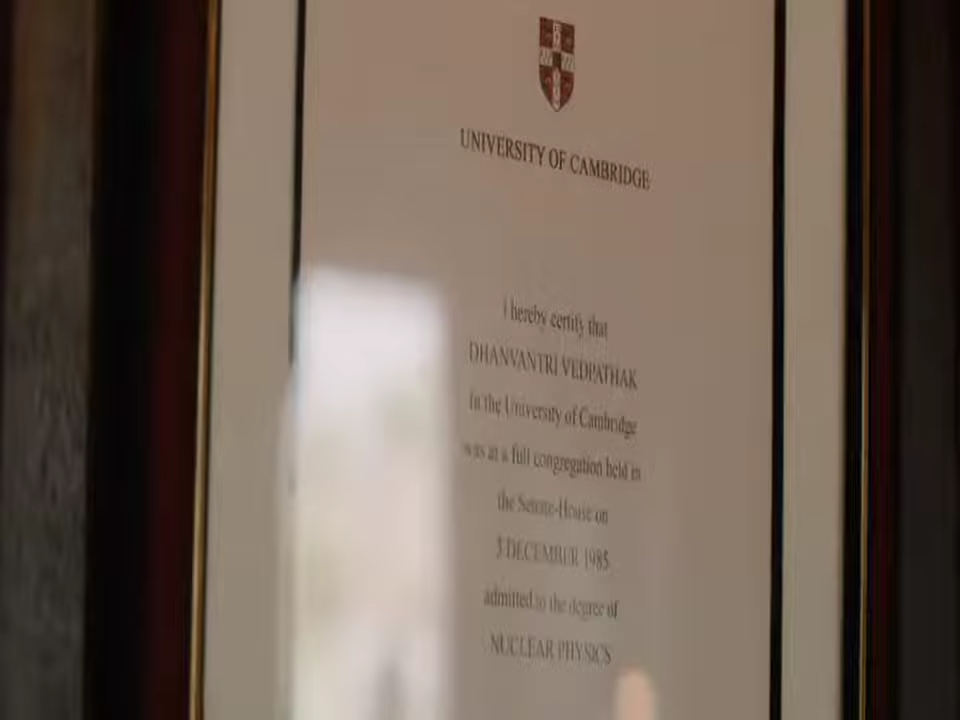 UNIVERSITY OF CAMBRIDGE
I hereby certify that
DHANVANTRI VEDPATHAK
in the University of Cambridge
was at a full congregation held in
the Senate-House on
3 DECEMBER 1985
admitted to the degree of
NUCLEAR PHYSICS